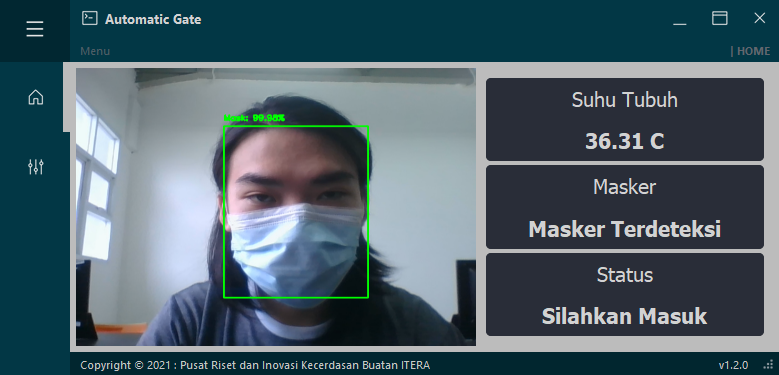 Automatic Gate
Menu
| HOME
Mask: 99.98%
Suhu Tubuh
36.31 C
Masker
Masker Terdeteksi
Status
Silahkan Masuk
Copyright © 2021 : Pusat Riset dan Inovasi Kecerdasan Buatan ITERA
v1.2.0